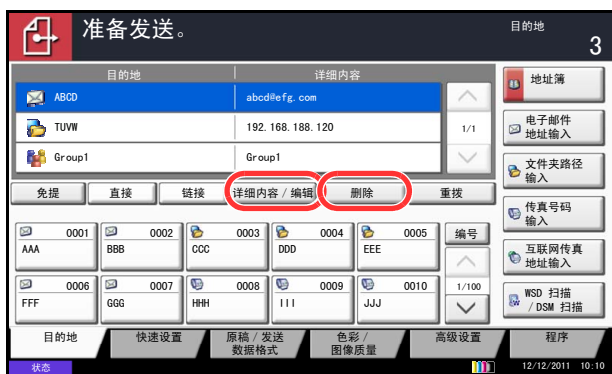 准备发送。
目的地
3
目的地 详细内容
ABCD abcd@efg.com
TUVW 192.168.188.120 1/1
Group1 Group1
免提 直接 链接 详细内容 / 编辑 删除 重拨
0001 0002 0003 0004 0005 编号
AAA BBB CCC DDD EEE
0006 0007 0008 0009 0010 1/100
FFF GGG HHH III JJJ
地址簿
电子邮件
地址输入
文件夹路径
输入
传真号码
输入
互联网传真
地址输入
WSD 扫描
/DSM 扫描
目的地 快速设置 原稿 / 发送 色彩 / 高级设置 程序
数据格式 图像质量
状态 12/12/2011 10:10